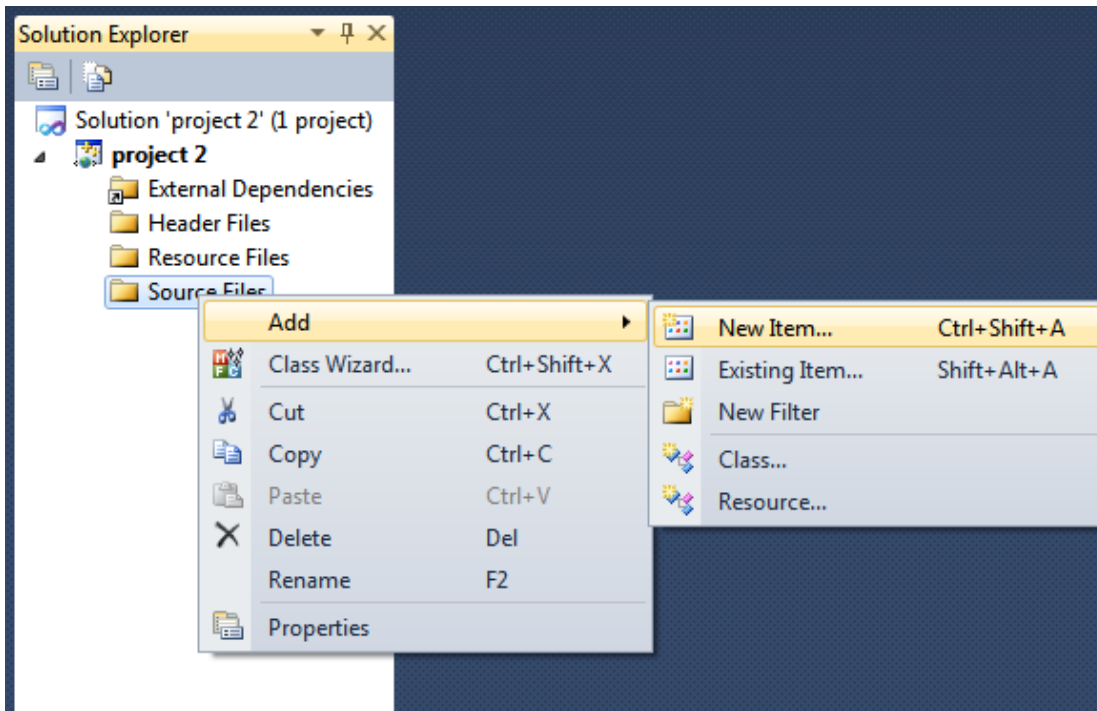 Solution Explorer
Solution 'project 2' (1 project)
project 2
External Dependencies
Header Files
Resource Files
Source Files
Add
Class Wizard... Ctrl+Shift+X
Cut Ctrl+X
Copy Ctrl+C
Paste Ctrl+V
Delete Del
Rename F2
Properties
New Item... Ctrl+Shift+A
Existing Item... Shift+Alt+A
New Filter
Class...
Resource...